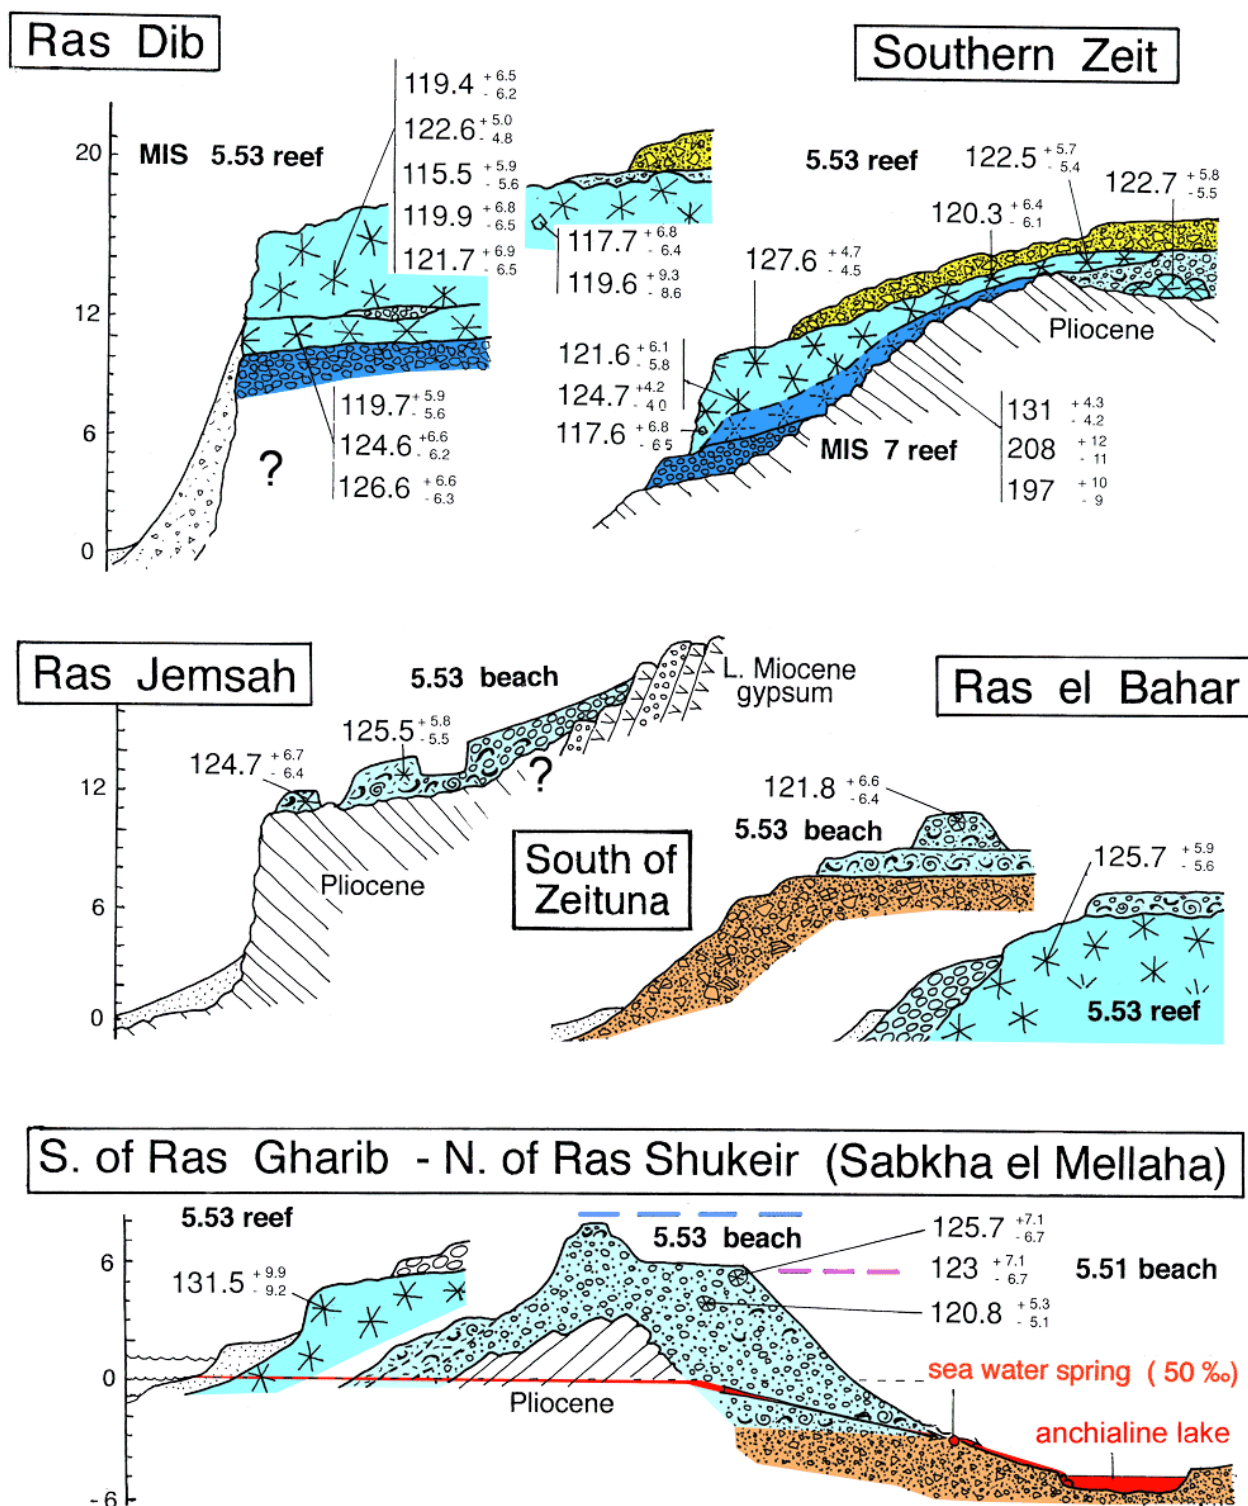 Ras Dib
Southern Zeit
119.4 + 6.5 - 6.2
122.6 + 5.0 - 4.8
115.5 + 5.9 - 5.6
119.9 + 6.8 - 6.5
121.7 + 6.9 - 6.5
20
12
6
0
MIS 5.53 reef
117.7 + 6.8 - 6.4
119.6 + 9.3 - 8.6
119.7 + 5.9 - 5.6
124.6 + 6.6 - 6.2
126.6 + 6.6 - 6.3
?
5.53 reef
122.5 + 5.7 - 5.4
122.7 + 5.8 - 5.5
120.3 + 6.4 - 6.1
127.6 + 4.7 - 4.5
Pliocene
121.6 + 6.1 - 5.8
124.7 + 4.2 - 4.0
117.6 + 6.8 - 6.5
MIS 7 reef
131 + 4.3 - 4.2
208 + 12 - 11
197 + 10 - 9
Ras Jemsah
5.53 beach
L. Miocene
gypsum
125.5 + 5.8 - 5.5
124.7 + 6.7 - 6.4
?
Pliocene
12
6
0
South of
Zeituna
121.8 + 6.6 - 6.4
5.53 beach
Ras el Bahar
125.7 + 5.9 - 5.6
5.53 reef
S. of Ras Gharib - N. of Ras Shukeir (Sabkha el Mellaha)
5.53 reef
131.5 + 9.9 - 9.2
5.53 beach
125.7 +7.1 -6.7
123 + 7.1 - 6.7
120.8 + 5.3 - 5.1
5.51 beach
6
0
- 6
Pliocene
sea water spring ( 50 ‰)
anchialine lake